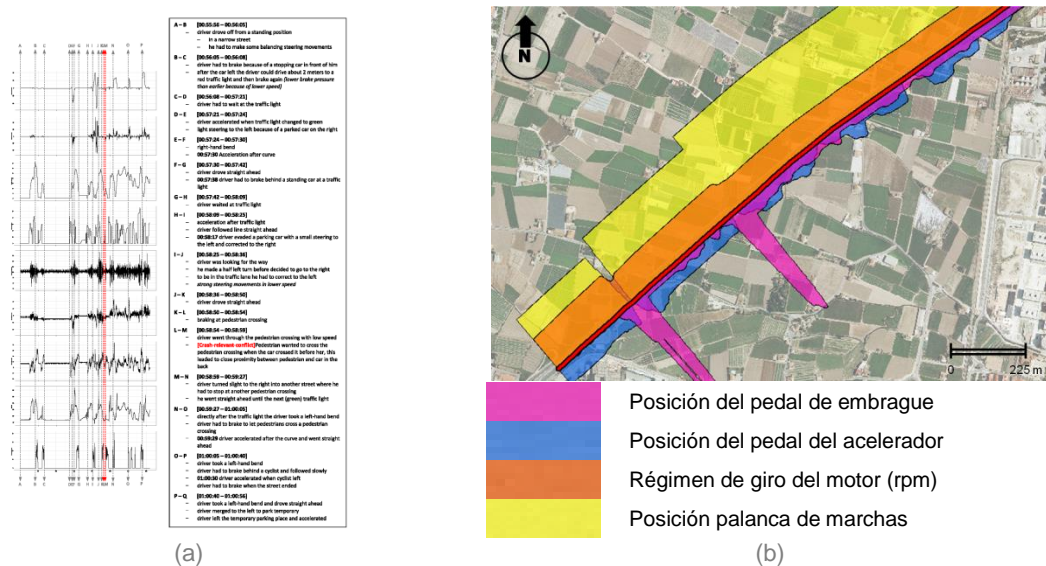 A – B [00:55:56 – 00:56:05]
– driver drove off from a standing position
– in a narrow street
– he had to make some balancing steering movements
B – C [00:56:05 – 00:56:08]
– driver had to brake because of a stopping car in front of him
– after the car left the driver could drive about 2 meters to a
red traffic light and then brake again (lower brake pressure
than earlier because of lower speed)
C – D [00:56:08 – 00:57:21]
– driver had to wait at the traffic light
D – E [00:57:21 – 00:57:24]
– driver accelerated when traffic light changed to green
– light steering to the left because of a parked car on the right
E – F [00:57:24 – 00:57:30]
– right-hand bend
– 00:57:30 Acceleration after curve
F – G [00:57:30 – 00:57:42]
– driver drove straight ahead
– 00:57:38 driver had to brake behind a standing car at a traffic
light
G – H [00:57:42 – 00:58:09]
– driver waited at traffic light
H – I [00:58:09 – 00:58:25]
– acceleration after traffic light
– driver followed line straight ahead
– 00:58:17 driver evaded a parking car with a small steering to
the left and corrected to the right
I – J [00:58:25 – 00:58:36]
– driver was looking for the way
– he made a half left turn before decided to go to the right
– to be in the traffic lane he had to correct to the left
– strong steering movements in lower speed
J – K [00:58:36 – 00:58:50]
– driver drove straight ahead
K – L [00:58:50 – 00:58:54]
– braking at pedestrian crossing
L – M [00:58:54 – 00:58:59]
– driver went through the pedestrian crossing with low speed
– [Crash-relevant conflict]Pedestrian wanted to cross the
pedestrian crossing when the car crossed it before her, this
leaded to close proximity between pedestrian and car in the
back
M – N [00:58:59 – 00:59:27]
– driver turned slight to the right into another street where he
had to stop at another pedestrian crossing
– he went straight ahead until the next (green) traffic light
N – O [00:59:27 – 01:00:05]
– directly after the traffic light the driver took a left-hand bend
– driver had to brake to let pedestrians cross a pedestrian
crossing
– 00:59:29 driver accelerated after the curve and went straight
ahead
O – P [01:00:05 – 01:00:40]
– driver took a left-hand bend
– driver had to brake behind a cyclist and followed slowly
– 01:00:30 driver accelerated when cyclist left
– driver had to brake when the street ended
P – Q [01:00:40 – 01:00:56]
– driver took a left-hand bend and drove straight ahead
– driver merged to the left to park temporary
– driver left the temporary parking place and accelerated
(a)
N
0 225 m
Posición del pedal de embrague
Posición del pedal del acelerador
Régimen de giro del motor (rpm)
Posición palanca de marchas
(b)